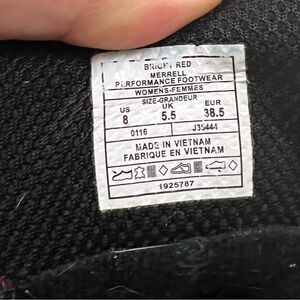 BRIGHT RED
MERRELL
PERFORMANCE FOOTWEAR
WOMENS-FEMMES
SIZE-GRANDEUR
US UK EUR
8 5.5 38.5
0116 J35444
MADE IN VIETNAM
FABRIQUE EN VIETNAM
1925787